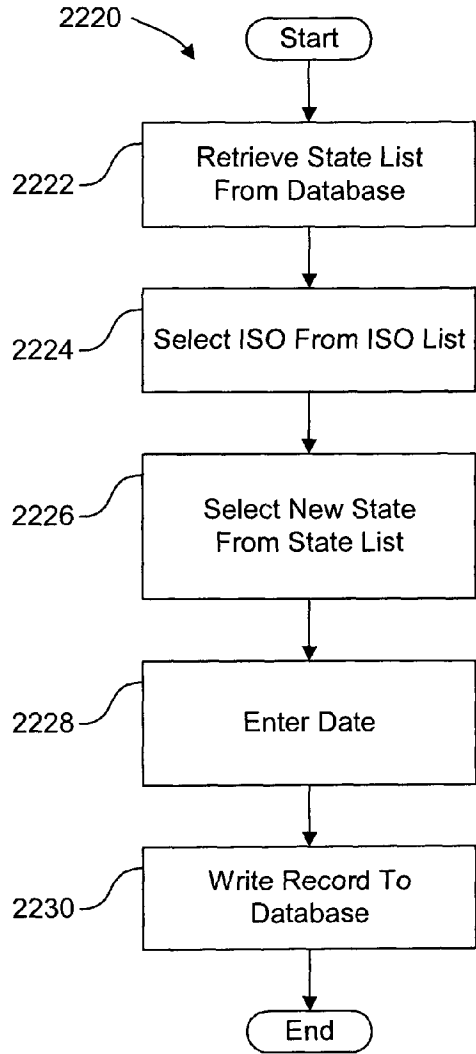 2220
Start
2222
Retrieve State List
From Database
2224
Select ISO From ISO List
2226
Select New State
From State List
2228
Enter Date
2230
Write Record To
Database
End